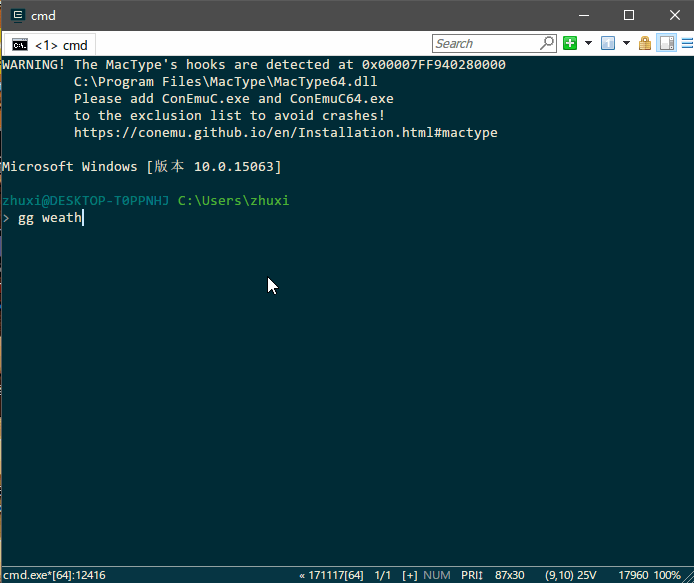 cmd
<1> cmd
Search
WARNING! The MacType's hooks are detected at 0x00007FF940280000
C:\Program Files\MacType\MacType64.dll
Please add ConEmuC.exe and ConEmuC64.exe
to the exclusion list to avoid crashes!
https://conemu.github.io/en/Installation.html#mactype
Microsoft Windows [版本 10.0.15063]
zhuxi@DESKTOP-T0PPNHJ C:\Users\zhuxi
> gg weath
cmd.exe*[64]:12416 « 171117[64] 1/1 [+] NUM PRI↕ 87x30 (9,10) 25V 17960 100%